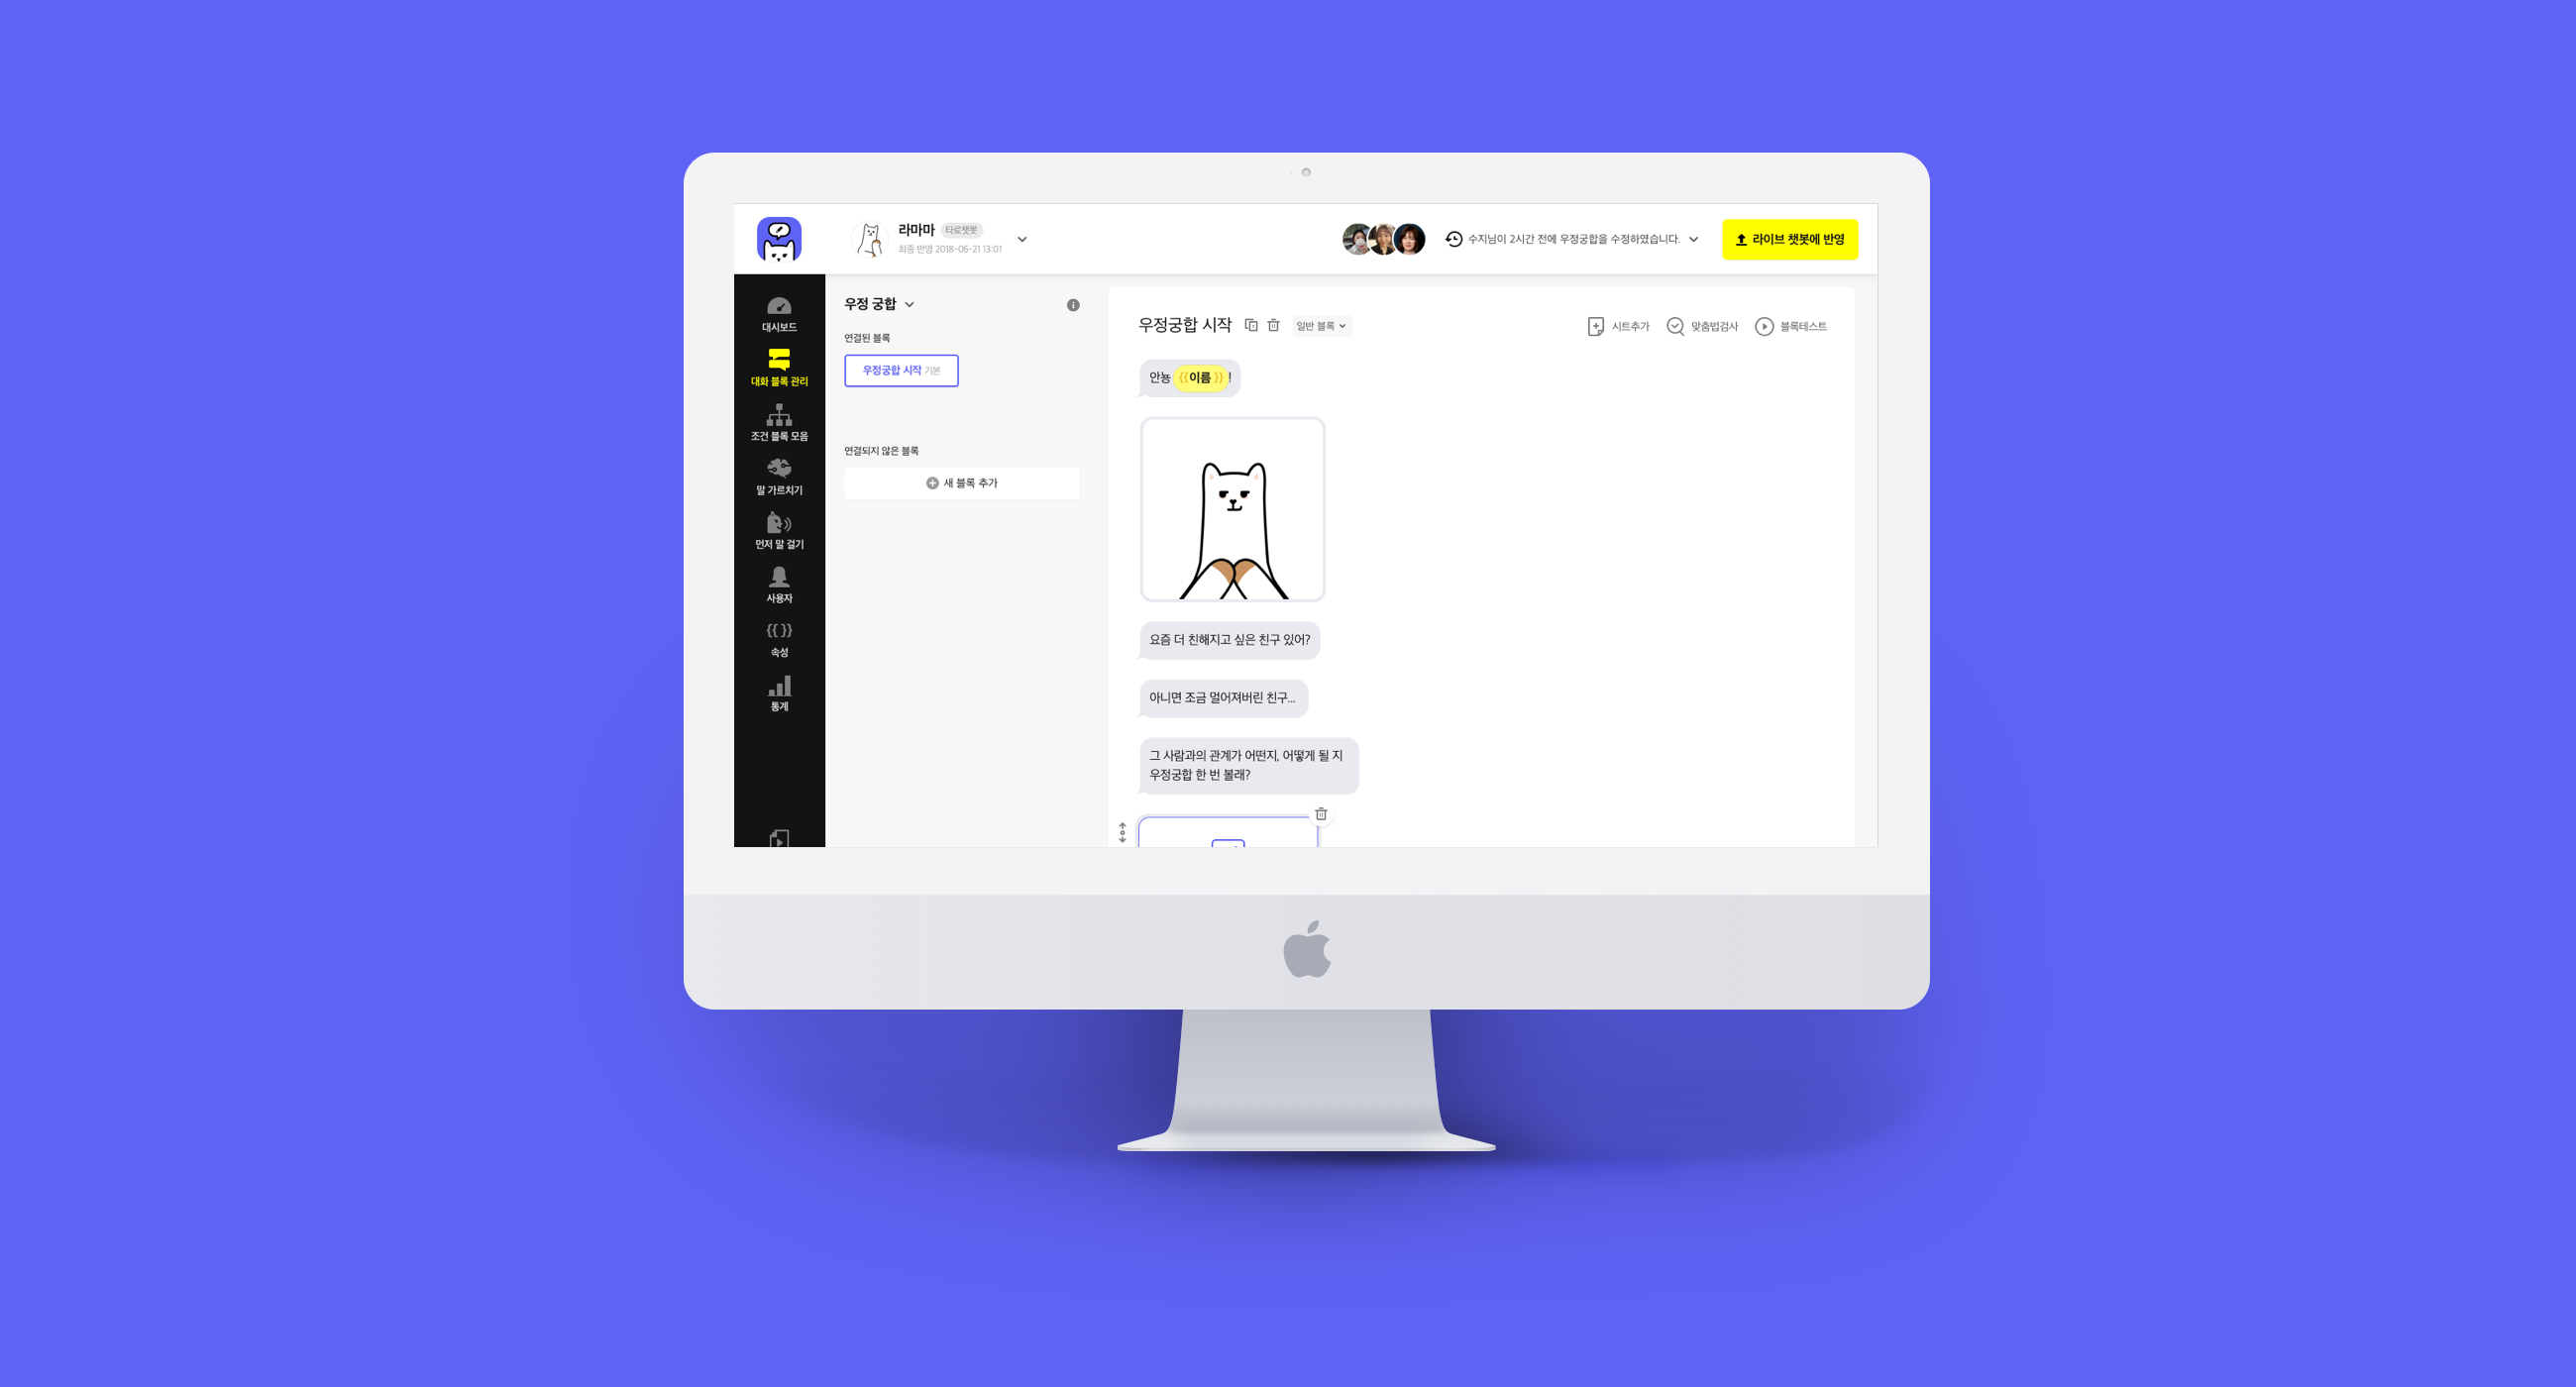 라마마 타로챗봇
최종 반영 2018-06-21 13:01
수지님이 2시간 전에 우정궁합을 수정하였습니다.
라이브 챗봇에 반영
대시보드
대화 블록 관리
조건 블록 모음
말 가르치기
먼저 말 걸기
사용자
{{ }}
속성
통계
우정 궁합
연결된 블록
우정궁합 시작 기본
연결되지 않은 블록
새 블록 추가
우정궁합 시작
일반 블록
시트추가
맞춤법검사
블록테스트
안뇽 {{이름}}!
요즘 더 친해지고 싶은 친구 있어?
아니면 조금 멀어져버린 친구...
그 사람과의 관계가 어떤지, 어떻게 될 지
우정궁합 한 번 볼래?